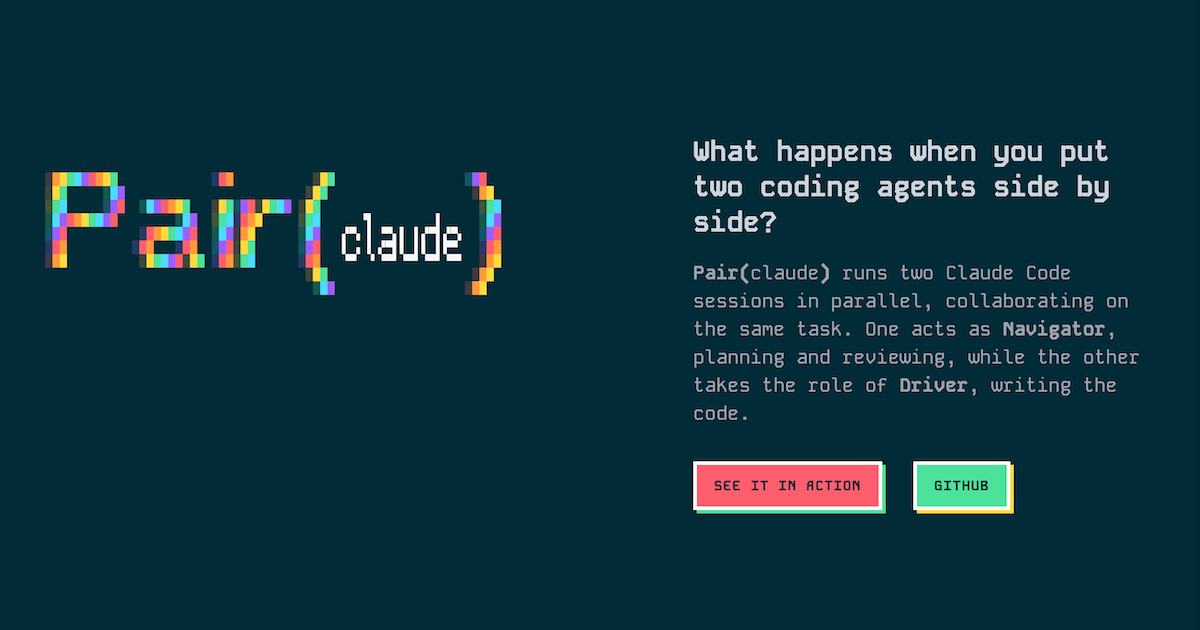 Pair(claude)
What happens when you put
two coding agents side by
side?
Pair(claude) runs two Claude Code
sessions in parallel, collaborating on
the same task. One acts as Navigator,
planning and reviewing, while the other
takes the role of Driver, writing the
code.
SEE IT IN ACTION
GITHUB